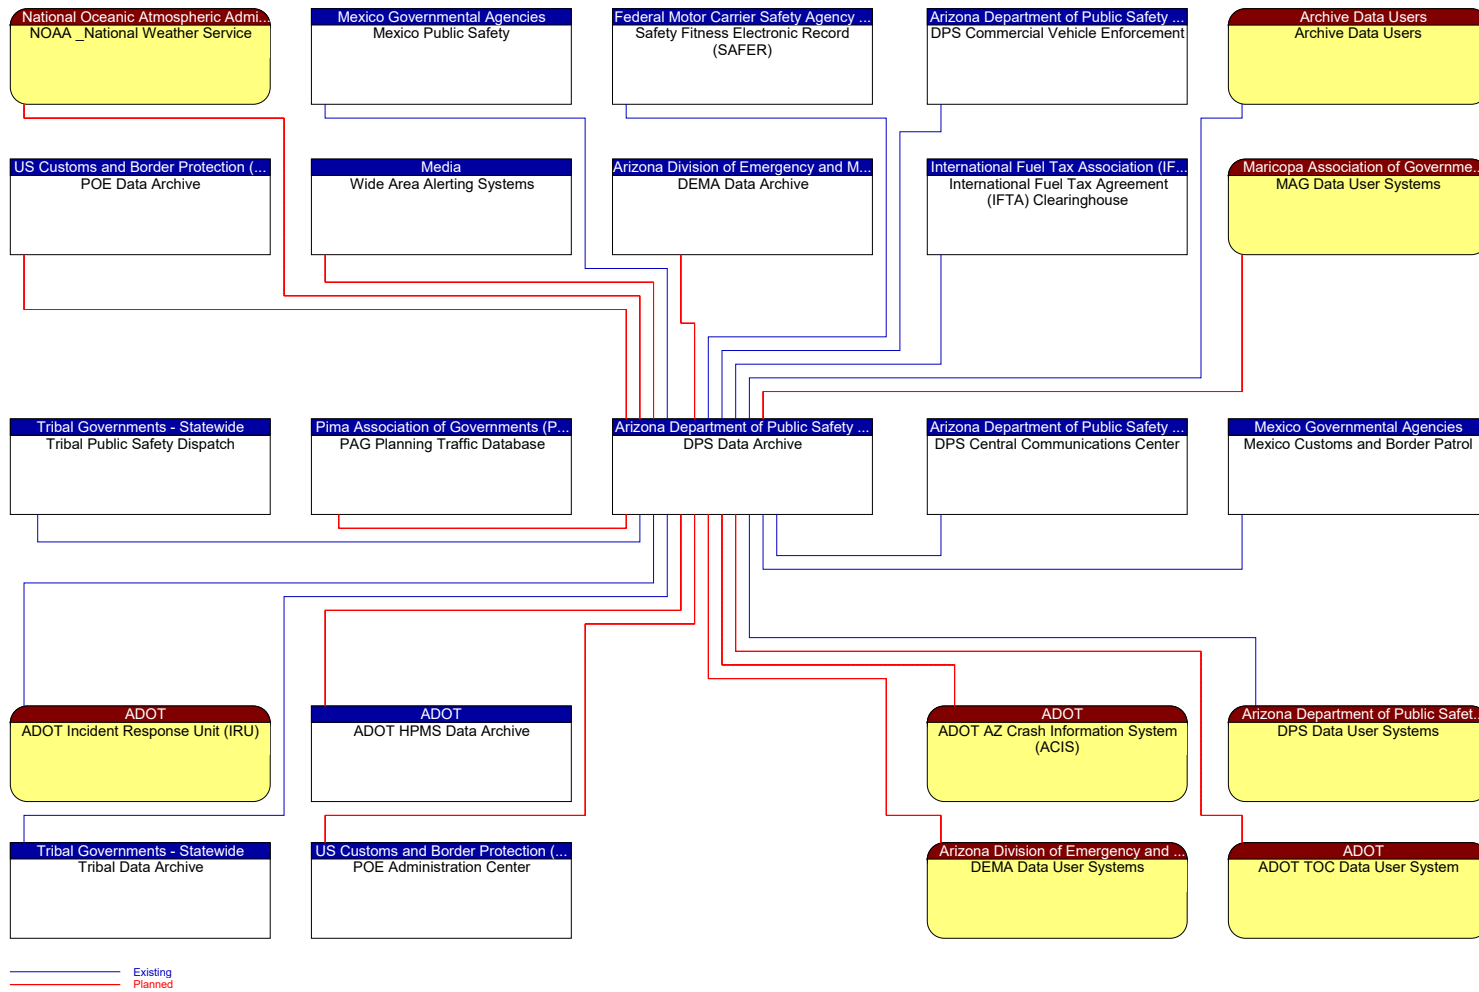 National Oceanic Atmospheric Admi...
NOAA _National Weather Service
Mexico Governmental Agencies
Mexico Public Safety
Federal Motor Carrier Safety Agency ...
Safety Fitness Electronic Record
(SAFER)
Arizona Department of Public Safety ...
DPS Commercial Vehicle Enforcement
Archive Data Users
Archive Data Users
US Customs and Border Protection (...
POE Data Archive
Media
Wide Area Alerting Systems
Arizona Division of Emergency and M...
DEMA Data Archive
International Fuel Tax Association (IF...
International Fuel Tax Agreement
(IFTA) Clearinghouse
Maricopa Association of Governme...
MAG Data User Systems
Tribal Governments - Statewide
Tribal Public Safety Dispatch
Pima Association of Governments (P...
PAG Planning Traffic Database
Arizona Department of Public Safety ...
DPS Data Archive
Arizona Department of Public Safety ...
DPS Central Communications Center
Mexico Governmental Agencies
Mexico Customs and Border Patrol
ADOT
ADOT Incident Response Unit (IRU)
ADOT
ADOT HPMS Data Archive
ADOT
ADOT AZ Crash Information System
(ACIS)
Arizona Department of Public Safet...
DPS Data User Systems
Tribal Governments - Statewide
Tribal Data Archive
US Customs and Border Protection (...
POE Administration Center
Arizona Division of Emergency and ...
DEMA Data User Systems
ADOT
ADOT TOC Data User System
Existing
Planned